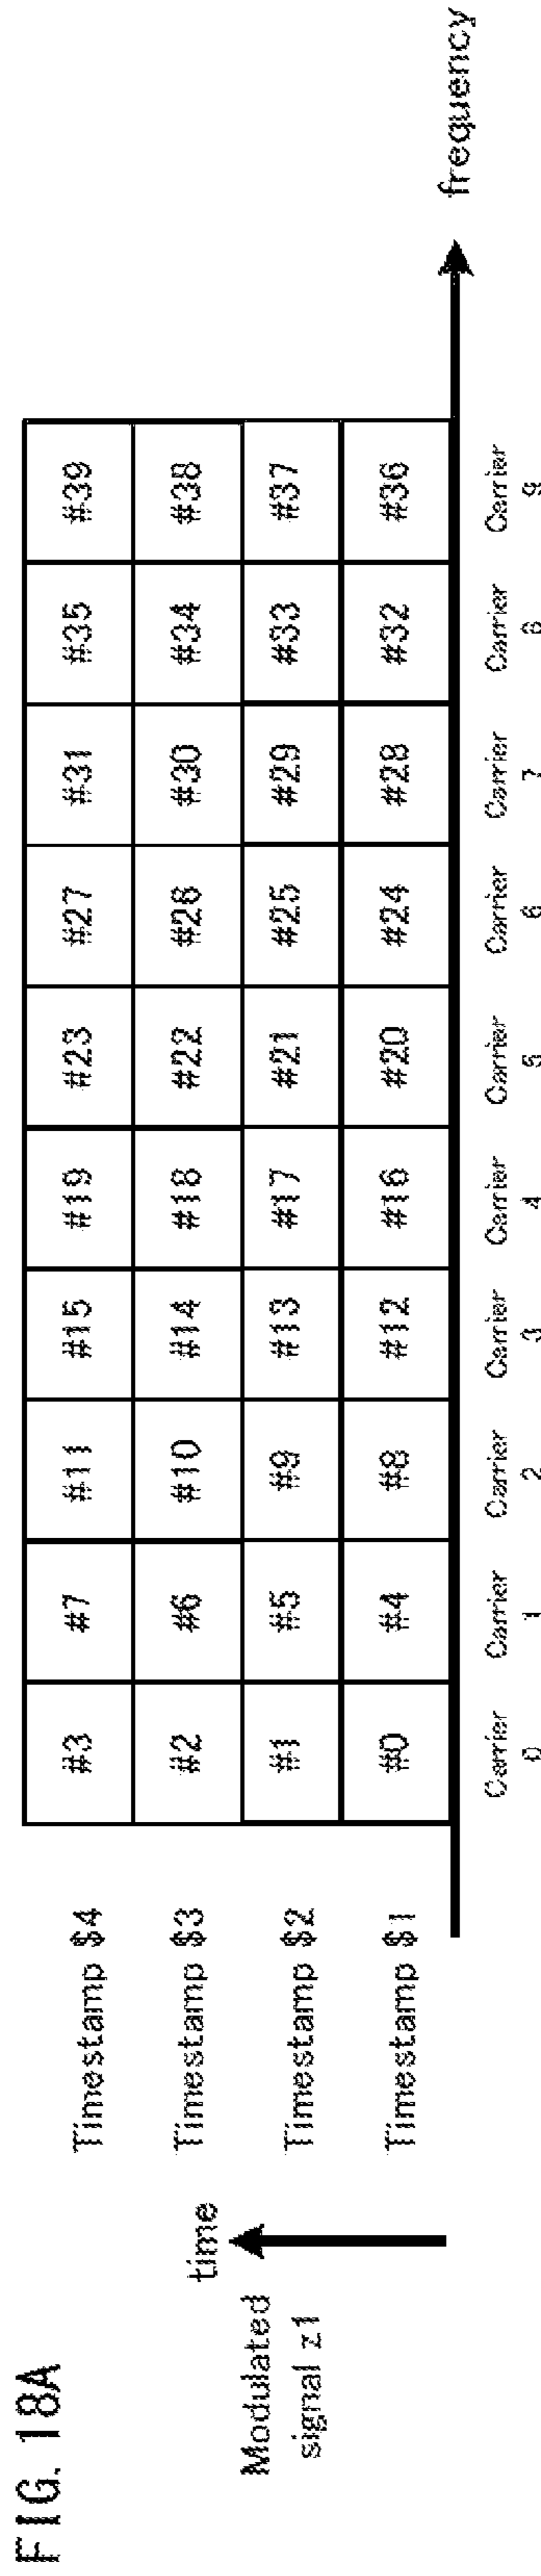 FIG. 18A
Modulated
signal z1
time
Timestamp $4
#3 #7 #11 #15 #19 #23 #27 #31 #35 #39
Timestamp $3
#2 #6 #10 #14 #18 #22 #26 #30 #34 #38
Timestamp $2
#1 #5 #9 #13 #17 #21 #25 #29 #33 #37
Timestamp $1
#0 #4 #8 #12 #16 #20 #24 #28 #32 #36
frequency
Carrier Carrier Carrier Carrier Carrier Carrier Carrier Carrier Carrier Carrier
0 1 2 3 4 5 6 7 8 9